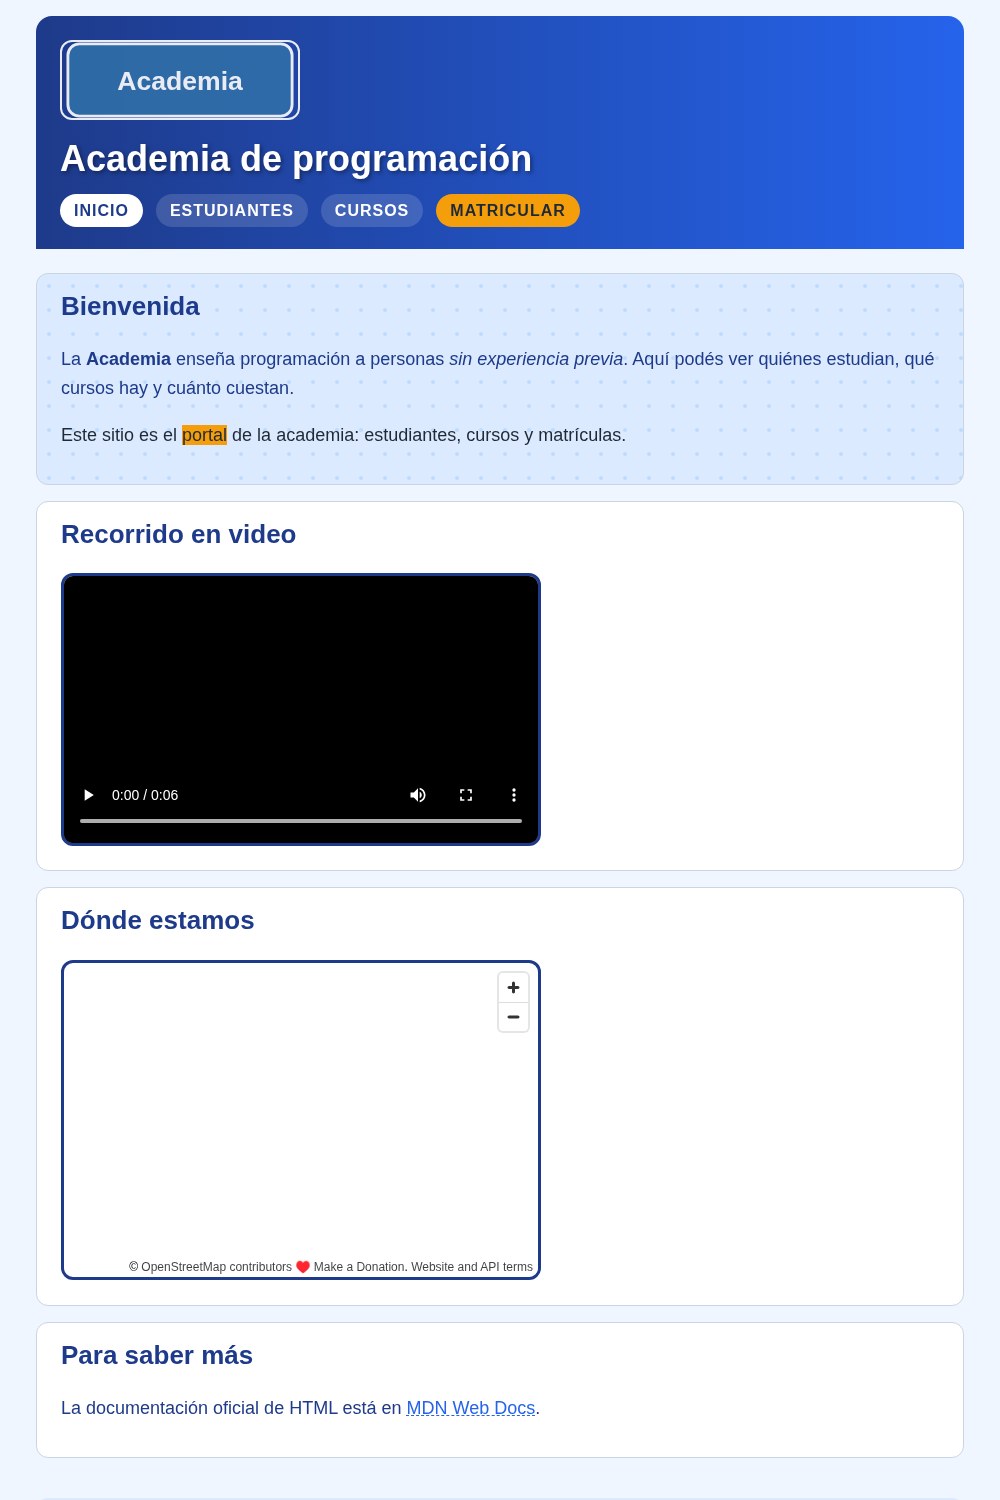 Academia
Academia de programación
INICIO ESTUDIANTES CURSOS MATRICULAR
Bienvenida
La Academia enseña programación a personas sin experiencia previa. Aquí podés ver quiénes estudian, qué
cursos hay y cuánto cuestan.
Este sitio es el portal de la academia: estudiantes, cursos y matrículas.
Recorrido en video
0:00 / 0:06
Dónde estamos
+
−
© OpenStreetMap contributors ♥ Make a Donation. Website and API terms
Para saber más
La documentación oficial de HTML está en MDN Web Docs.